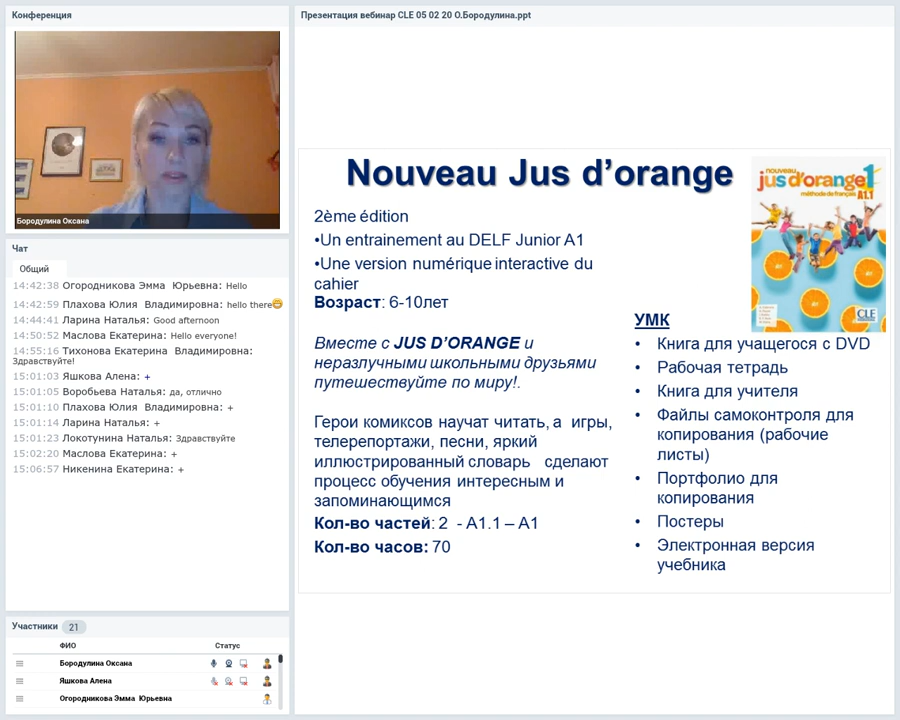 Конференция
Бородулина Оксана
Чат
Общий
14:42:38 Огородникова Эмма Юрьевна: Hello
14:42:59 Плахова Юлия Владимировна: hello there
14:44:41 Ларина Наталья: Good afternoon
14:50:52 Маслова Екатерина: Hello everyone!
14:55:16 Тихонова Екатерина Владимировна:
Здравствуйте!
15:01:03 Яшкова Алена: +
15:01:05 Воробьева Наталья: да, отлично
15:01:10 Плахова Юлия Владимировна: +
15:01:14 Ларина Наталья: +
15:01:23 Локотунина Наталья: Здравствуйте
15:02:20 Маслова Екатерина: +
15:06:57 Никенина Екатерина: +
Участники 21
ФИО Статус
Бородулина Оксана
Яшкова Алена
Огородникова Эмма Юрьевна
Презентация вебинар CLE 05 02 20 О.Бородулина.ppt
Nouveau Jus d’orange
2ème édition
•Un entrainement au DELF Junior A1
•Une version numérique interactive du
cahier
Возраст: 6-10лет
Вместе с JUS D’ORANGE и
неразлучными школьными друзьями
путешествуйте по миру!.
Герои комиксов научат читать, а игры,
телерепортажи, песни, яркий
иллюстрированный словарь сделают
процесс обучения интересным и
запоминающимся
Кол-во частей: 2 - A1.1 – A1
Кол-во часов: 70
nouveau
jus d'orange 1
méthode de français A1.1
CLE
УМК
• Книга для учащегося с DVD
• Рабочая тетрадь
• Книга для учителя
• Файлы самоконтроля для
копирования (рабочие
листы)
• Портфолио для
копирования
• Постеры
• Электронная версия
учебника